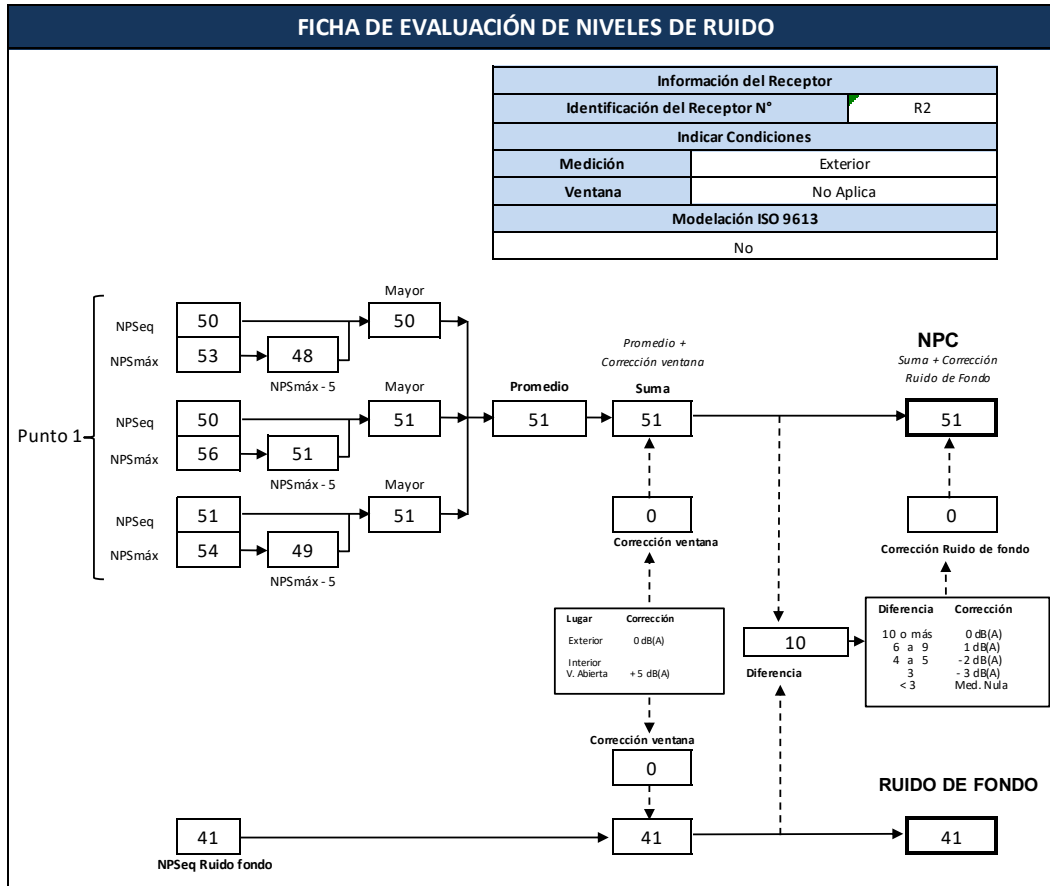 FICHA DE EVALUACIÓN DE NIVELES DE RUIDO
Información del Receptor
Identificación del Receptor N° R2
Indicar Condiciones
Medición Exterior
Ventana No Aplica
Modelación ISO 9613
No
Punto 1
Mayor
NPSeq 50 50
NPSmáx 53 48
NPSmáx - 5
Mayor
NPSeq 50 51
NPSmáx 56 51
NPSmáx - 5
Mayor
NPSeq 51 51
NPSmáx 54 49
NPSmáx - 5
Promedio
51
Promedio +
Corrección ventana
Suma
51
0
Corrección ventana
NPC
Suma + Corrección
Ruido de Fondo
51
0
Corrección Ruido de fondo
Lugar Corrección
Exterior 0 dB(A)
Interior
V. Abierta + 5 dB(A)
10
Diferencia
Diferencia Corrección
10 o más 0 dB(A)
6 a 9 1 dB(A)
4 a 5 -2 dB(A)
3 - 3 dB(A)
< 3 Med. Nula
Corrección ventana
0
RUIDO DE FONDO
41 41 41
NPSeq Ruido fondo